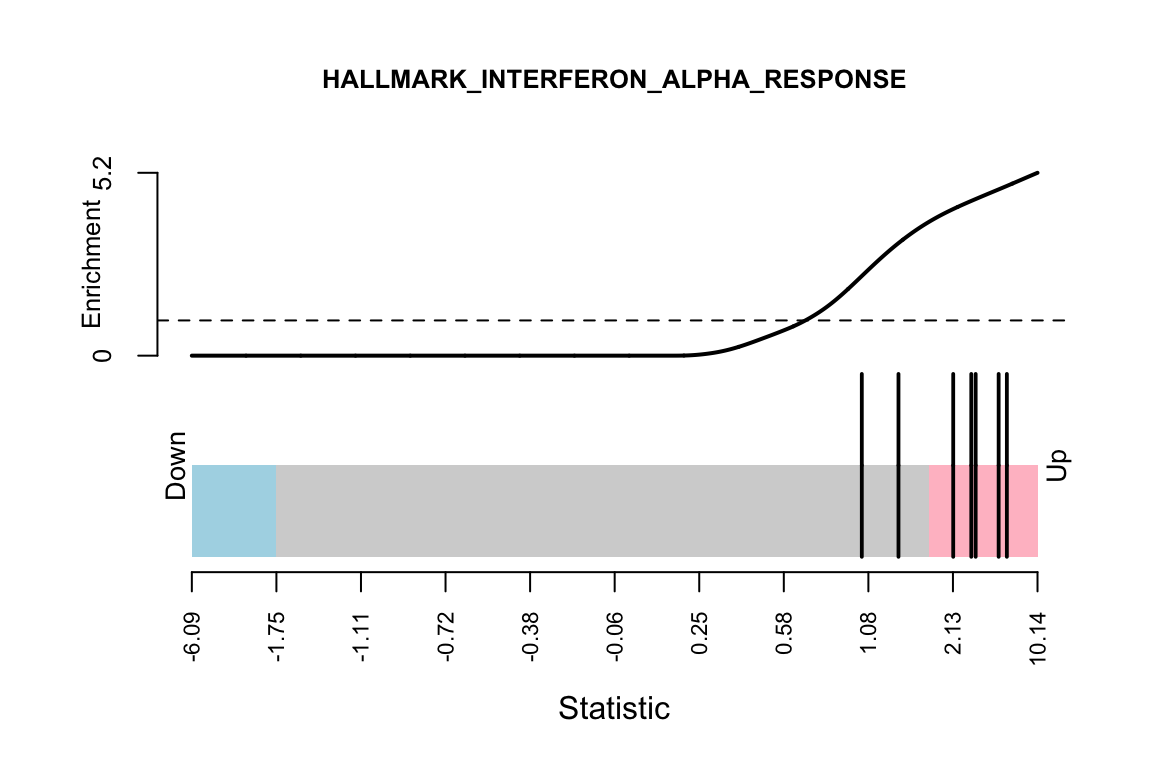 HALLMARK_INTERFERON_ALPHA_RESPONSE
5.2
Enrichment
0
Down
Up
-6.09
-1.75
-1.11
-0.72
-0.38
-0.06
0.25
0.58
1.08
2.13
10.14
Statistic